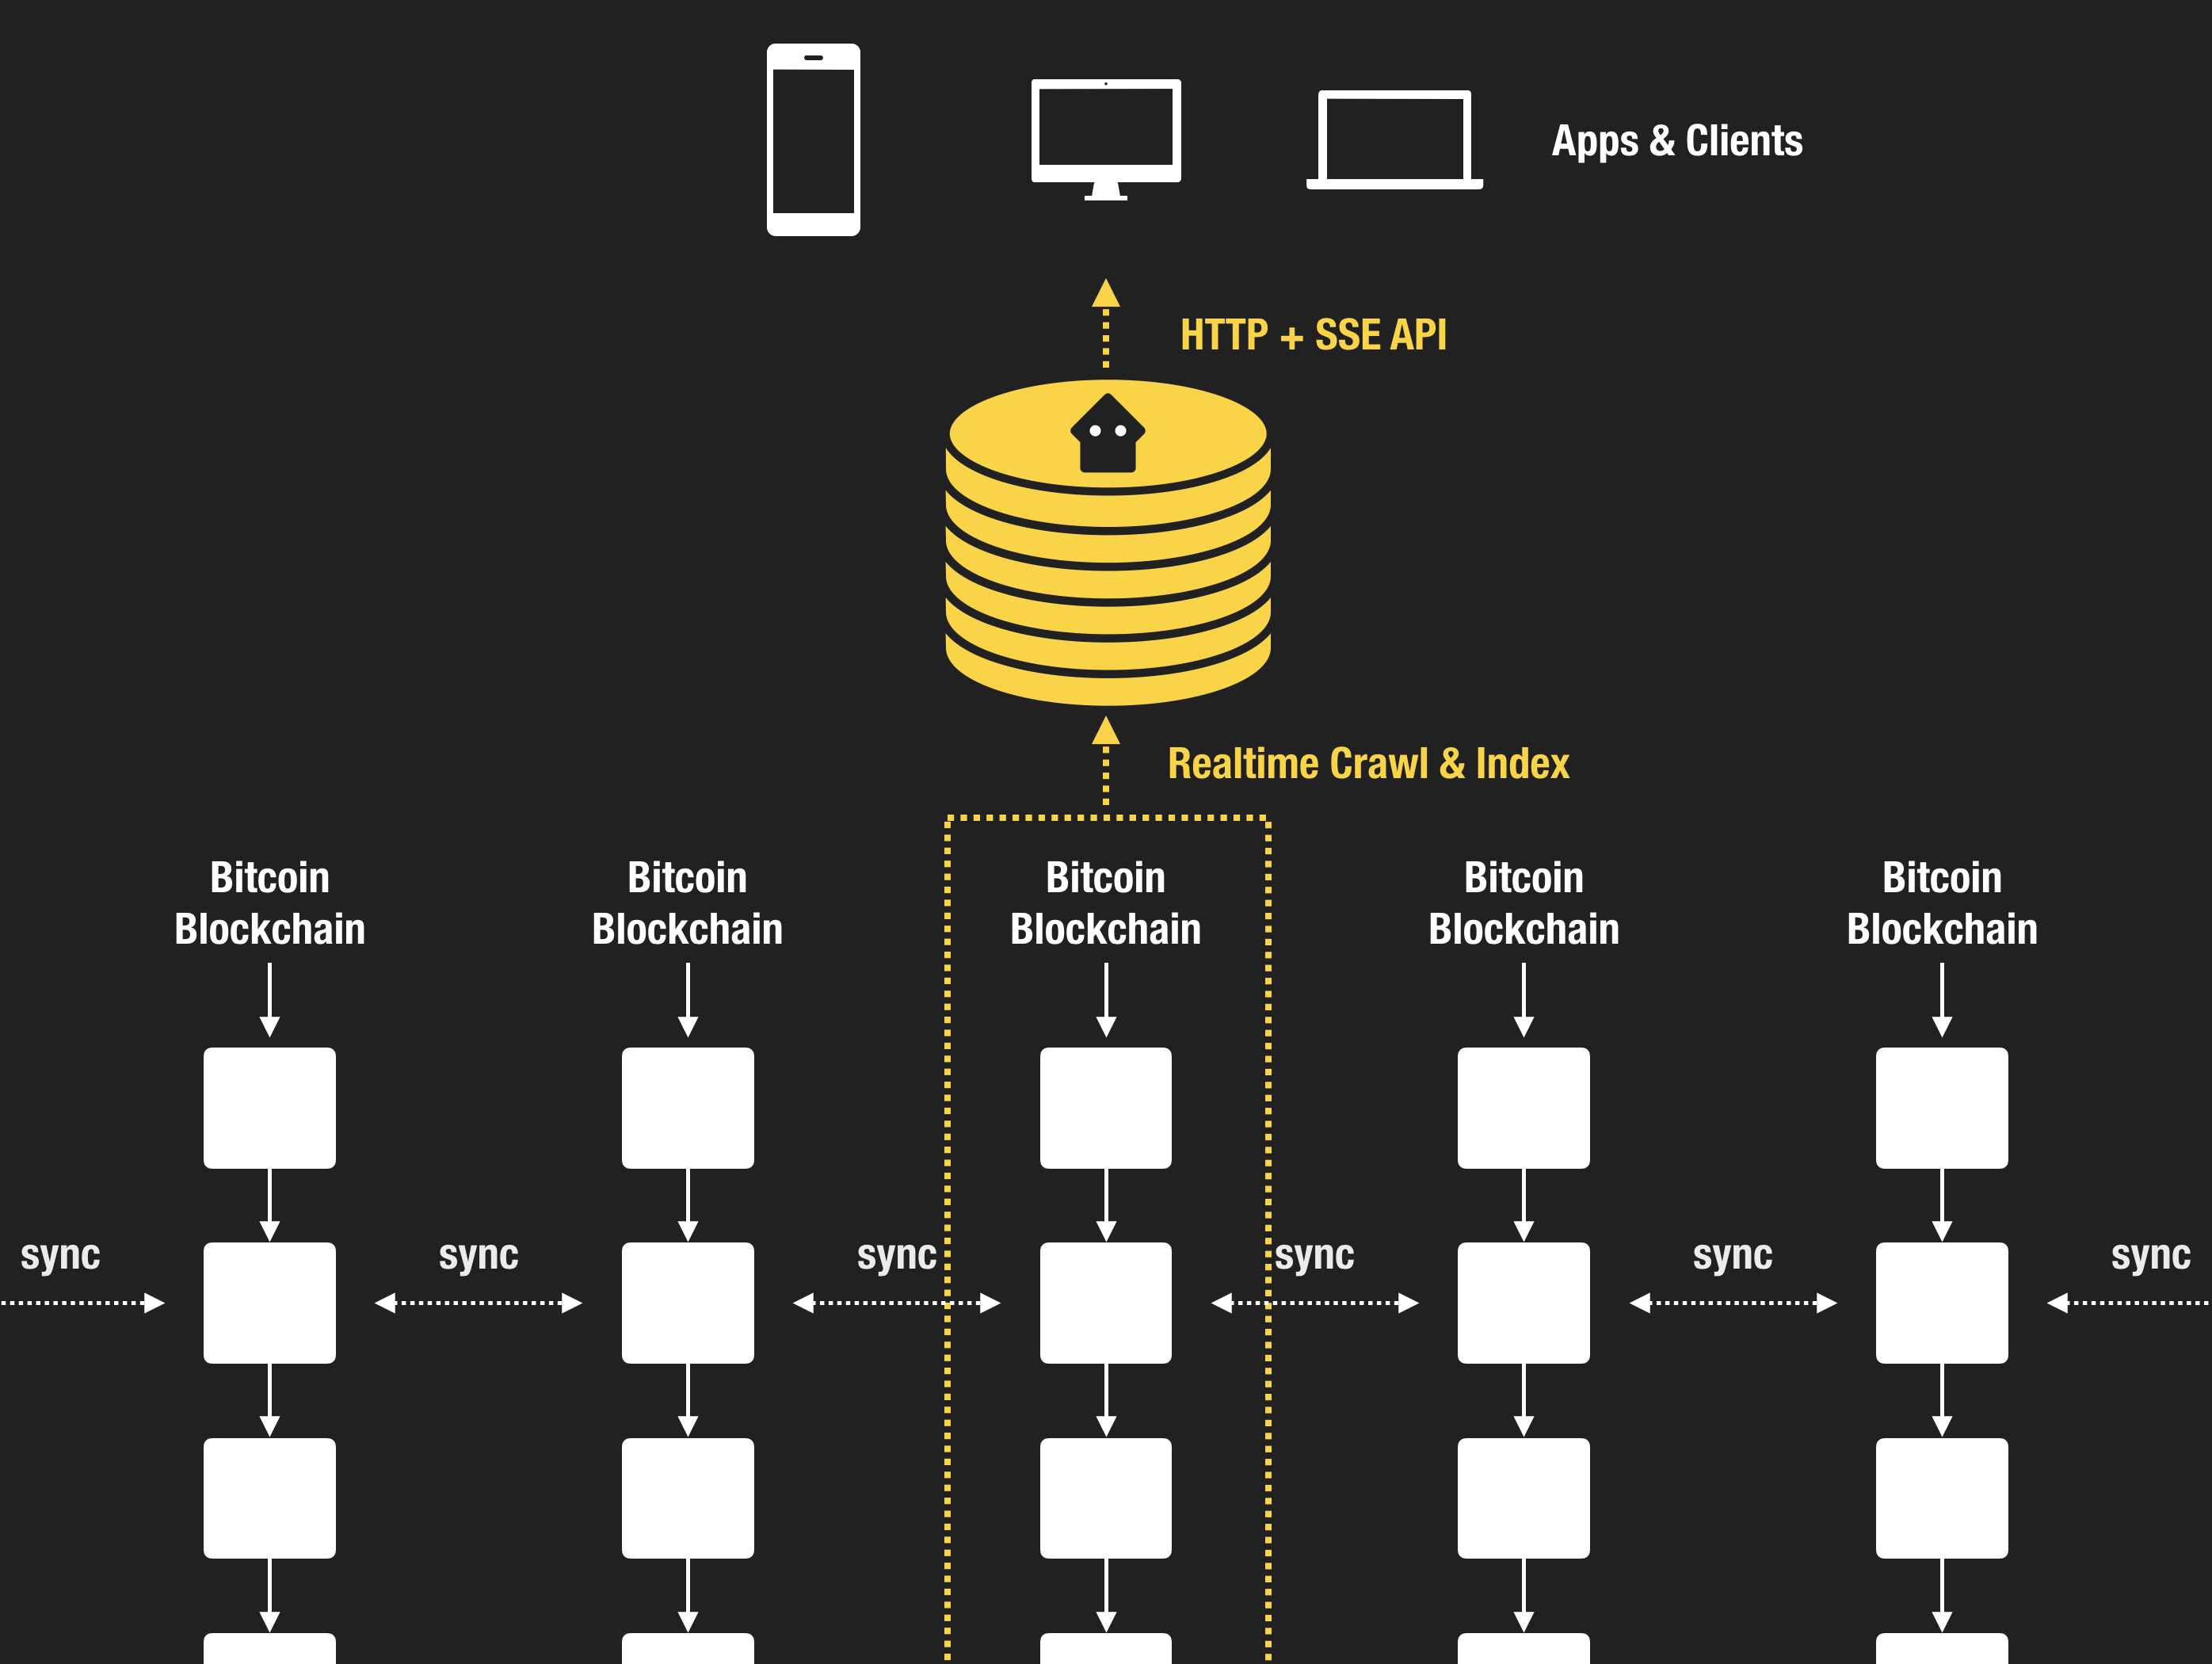 Apps & Clients
HTTP + SSE API
Realtime Crawl & Index
Bitcoin
Blockchain
Bitcoin
Blockchain
Bitcoin
Blockchain
Bitcoin
Blockchain
Bitcoin
Blockchain
sync
sync
sync
sync
sync
sync